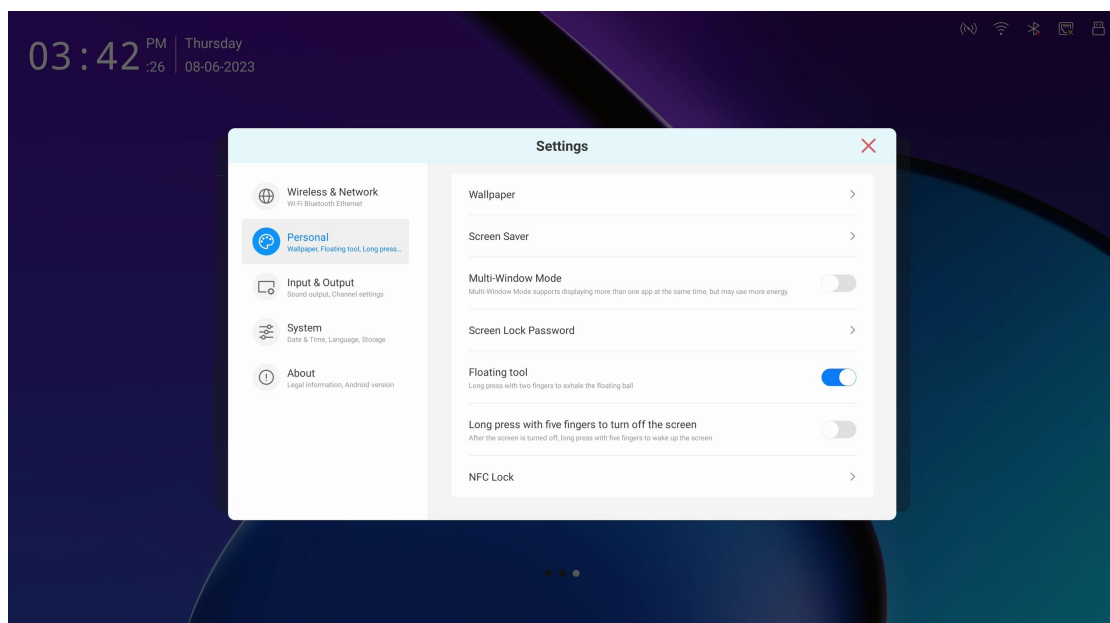 03:42 PM Thursday
:26 08-06-2023
Settings
Wireless & Network
Wi-Fi Bluetooth Ethernet
Personal
Wallpaper, Floating tool, Long press...
Input & Output
Sound output, Channel settings
System
Date & Time, Language, Storage
About
Legal information, Android version
Wallpaper
Screen Saver
Multi-Window Mode
Multi-Window Mode supports displaying more than one app at the same time, but may use more energy.
Screen Lock Password
Floating tool
Long press with two fingers to exhale the floating ball
Long press with five fingers to turn off the screen
After the screen is turned off, long press with five fingers to wake up the screen
NFC Lock